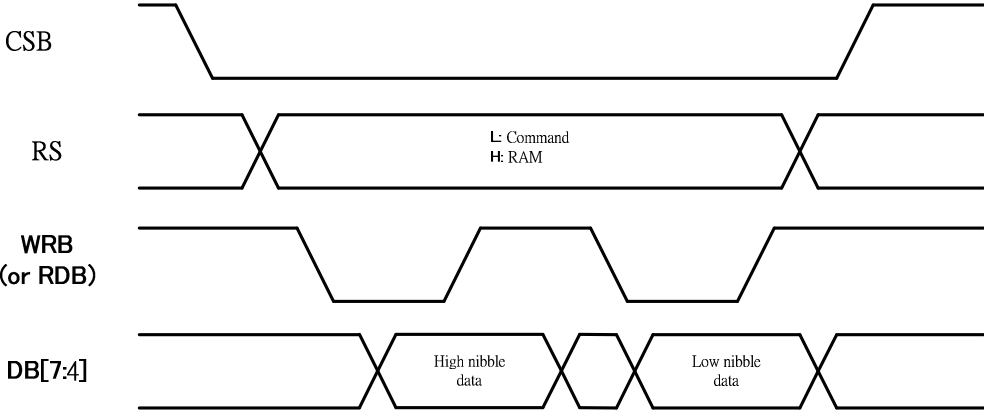 CSB
RS
L: Command
H: RAM
WRB
(or RDB)
DB[7:4]
High nibble
data
Low nibble
data